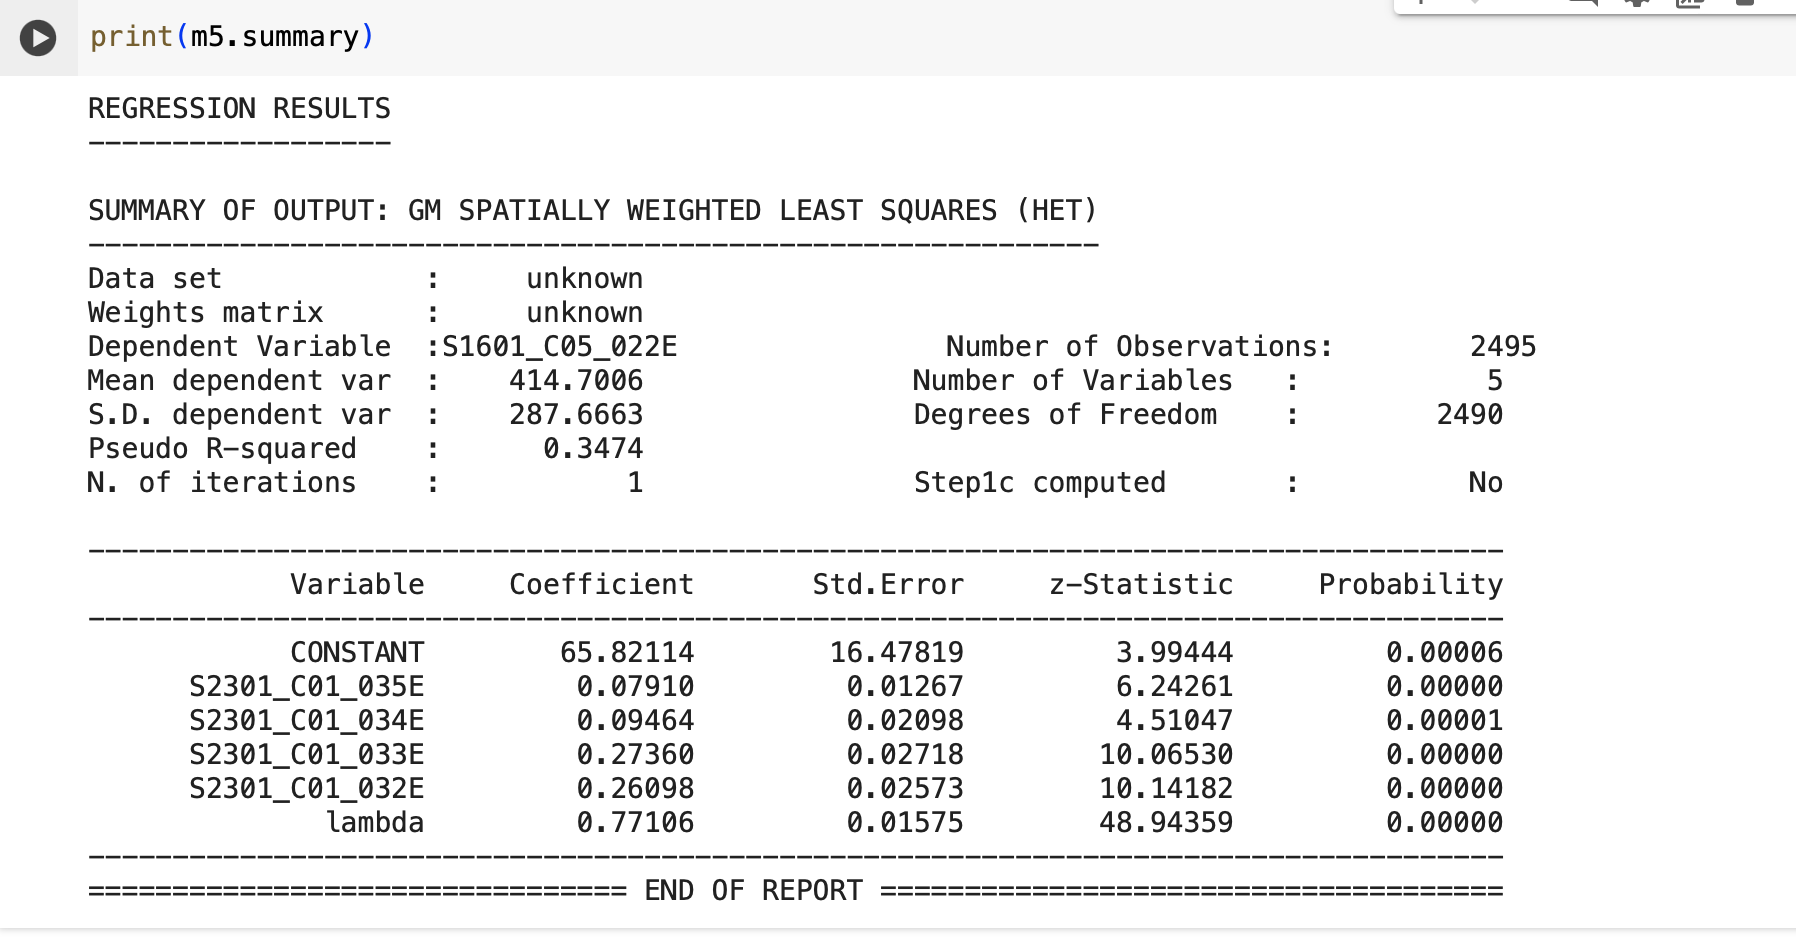 print(m5.summary)
REGRESSION RESULTS
------------------
SUMMARY OF OUTPUT: GM SPATIALLY WEIGHTED LEAST SQUARES (HET)
------------------------------------------------------------
Data set            :     unknown
Weights matrix      :     unknown
Dependent Variable  :S1601_C05_022E                Number of Observations:        2495
Mean dependent var  :    414.7006                Number of Variables   :           5
S.D. dependent var  :    287.6663                Degrees of Freedom    :        2490
Pseudo R-squared    :      0.3474
N. of iterations    :           1                Step1c computed       :          No
------------------------------------------------------------------------------------
            Variable     Coefficient       Std.Error     z-Statistic     Probability
------------------------------------------------------------------------------------
            CONSTANT        65.82114        16.47819         3.99444         0.00006
      S2301_C01_035E         0.07910         0.01267         6.24261         0.00000
      S2301_C01_034E         0.09464         0.02098         4.51047         0.00001
      S2301_C01_033E         0.27360         0.02718        10.06530         0.00000
      S2301_C01_032E         0.26098         0.02573        10.14182         0.00000
              lambda         0.77106         0.01575        48.94359         0.00000
------------------------------------------------------------------------------------
================================ END OF REPORT =====================================